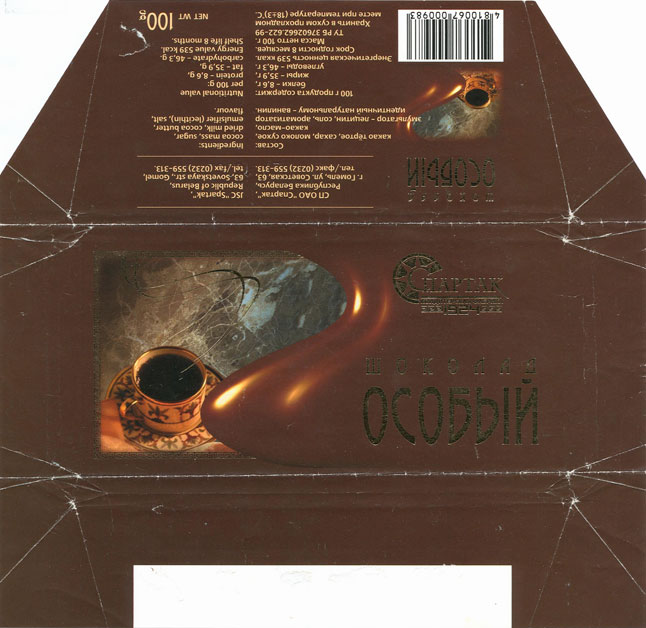 СПАРТАК
1924
ШОКОЛАД
ОСОБЫЙ
4810067000983
ШОКОЛАД
ОСОБЫЙ
СП ОАО "Спартак",
Республика Беларусь,
г. Гомель, ул. Советская, 63,
тел./факс (0232) 559-313.
JSC "Spartak",
Republic of Belarus,
63-Sovetskaya str., Gomel,
tel./fax (0232) 559-313.
Состав:
какао тёртое, сахар, молоко сухое,
какао-масло,
эмульгатор – лецитин, соль, ароматизатор
идентичный натуральному – ванилин.
Ingredients:
cocoa mass, sugar,
dried milk, cocoa butter,
emulsifier (lecithin), salt,
flavour.
100 г продукта содержит:
белки – 8,6 г
жиры – 35,9 г
углеводы – 46,3 г.
Энергетическая ценность 539 ккал.
Срок годности 8 месяцев.
Масса нетто 100 г
ТУ РБ 37602662.622-99
Хранить в сухом прохладном
месте при температуре (18±3)°С.
Nutritional value
per 100 g:
protein – 8,6 g
fat – 35,9 g,
carbohydrate – 46,3 g.
Energy value 539 kcal.
Shelf life 8 months.
NET WT 100g